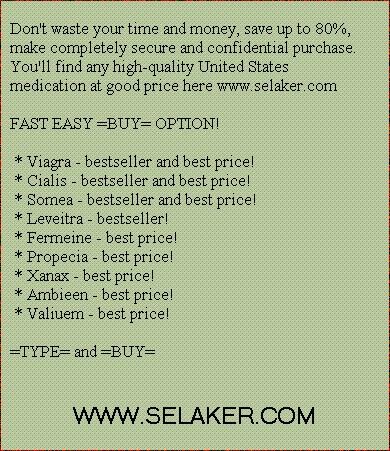 Don't waste your time and money, save up to 80%,
make completely secure and confidential purchase.
You'll find any high-quality United States
medication at good price here www.selaker.com
FAST EASY =BUY= OPTION!
* Viagra - bestseller and best price!
* Cialis - bestseller and best price!
* Somea - bestseller and best price!
* Leveitra - bestseller!
* Fermeine - best price!
* Propecia - best price!
* Xanax - best price!
* Ambieen - best price!
* Valiuem - best price!
=TYPE= and =BUY=
WWW.SELAKER.COM